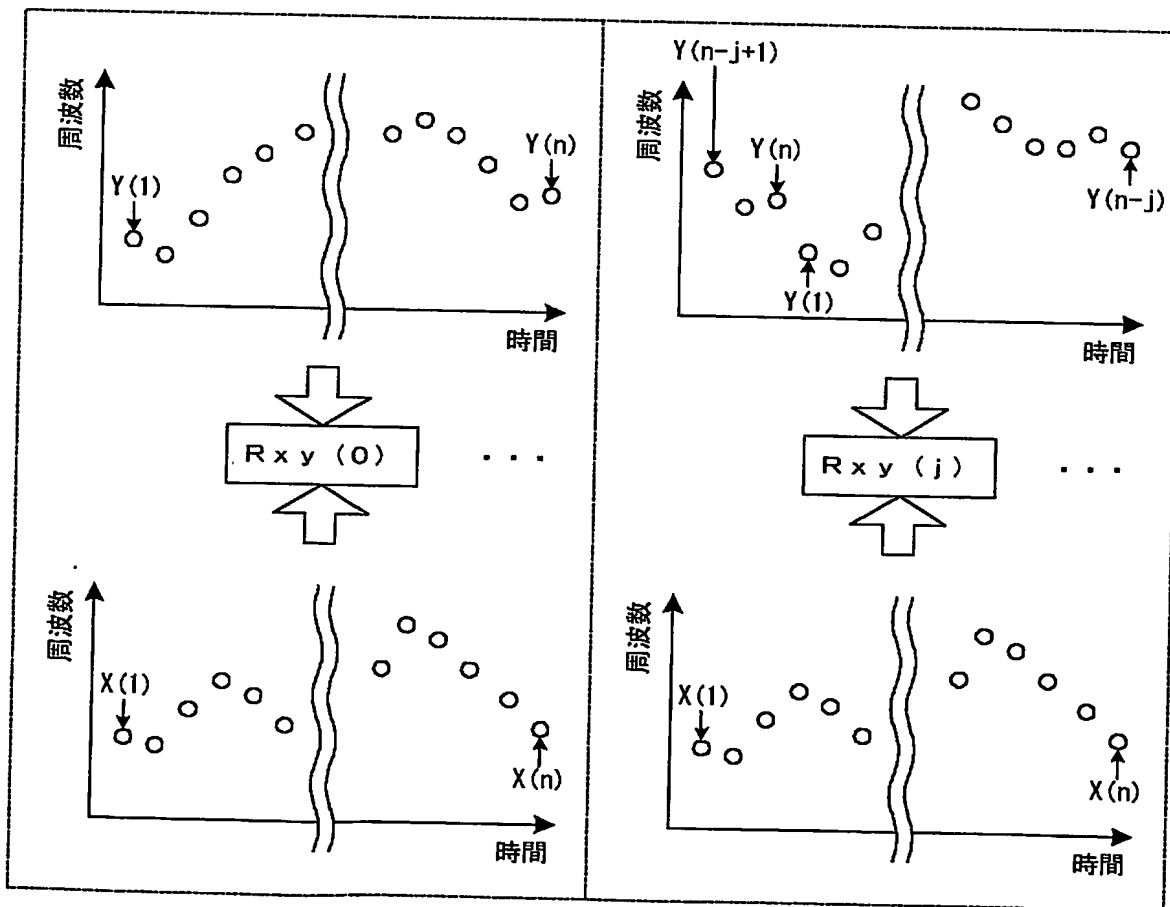 周波数
Y(1)
Y(n)
時間
Rxy(0)
・・・
周波数
X(1)
X(n)
時間
Y(n-j+1)
周波数
Y(n)
Y(1)
Y(n-j)
時間
Rxy(j)
・・・
周波数
X(1)
X(n)
時間